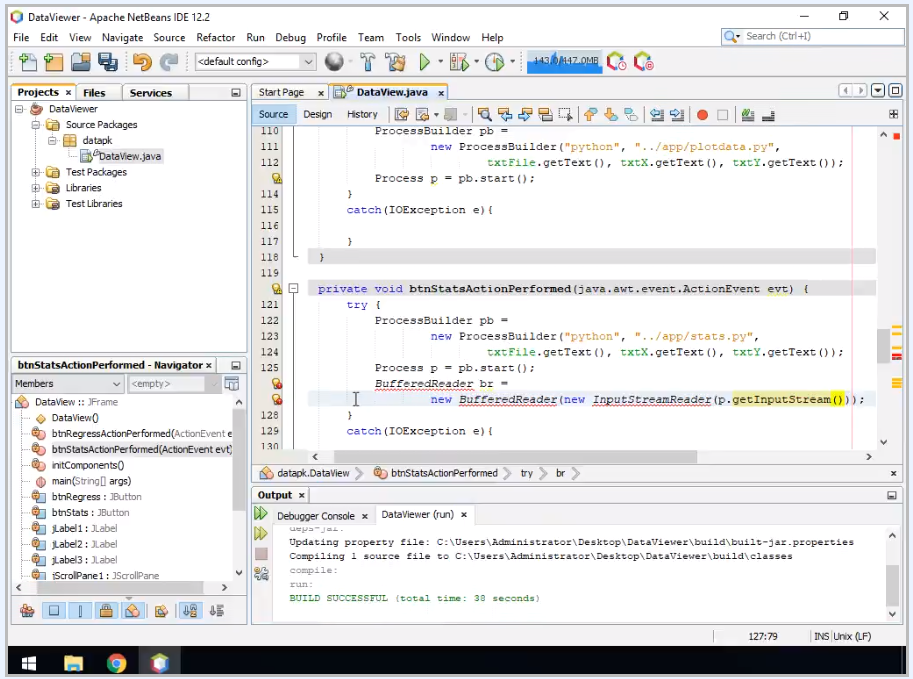 DataViewer - Apache NetBeans IDE 12.2
File Edit View Navigate Source Refactor Run Debug Profile Team Tools Window Help
Search (Ctrl+I)
<default config>
143.0/447.0MB
Projects × Files Services
DataViewer
Source Packages
datapk
DataView.java
Test Packages
Libraries
Test Libraries
Start Page × DataView.java ×
Source Design History
110 ProcessBuilder pb =
111 new ProcessBuilder("python", "../app/plotdata.py",
112 txtFile.getText(), txtX.getText(), txtY.getText());
Process p = pb.start();
114 }
115 catch(IOException e){
116
117 }
118 }
119
private void btnStatsActionPerformed(java.awt.event.ActionEvent evt) {
121 try {
122 ProcessBuilder pb =
123 new ProcessBuilder("python", "../app/stats.py",
124 txtFile.getText(), txtX.getText(), txtY.getText());
125 Process p = pb.start();
BufferedReader br =
new BufferedReader(new InputStreamReader(p.getInputStream()));
128 }
129 catch(IOException e){
130
btnStatsActionPerformed - Navigator ×
Members <empty>
DataView :: JFrame
DataView()
btnRegressActionPerformed(ActionEvent e
btnStatsActionPerformed(ActionEvent evt)
initComponents()
main(String[] args)
btnRegress : JButton
btnStats : JButton
jLabel1 : JLabel
jLabel2 : JLabel
jLabel3 : JLabel
jScrollPane1 : JScrollPane
datapk.DataView btnStatsActionPerformed try br
Output ×
Debugger Console × DataViewer (run) ×
deps-jar:
Updating property file: C:\Users\Administrator\Desktop\DataViewer\build\built-jar.properties
Compiling 1 source file to C:\Users\Administrator\Desktop\DataViewer\build\classes
compile:
run:
BUILD SUCCESSFUL (total time: 38 seconds)
127:79 INS Unix (LF)